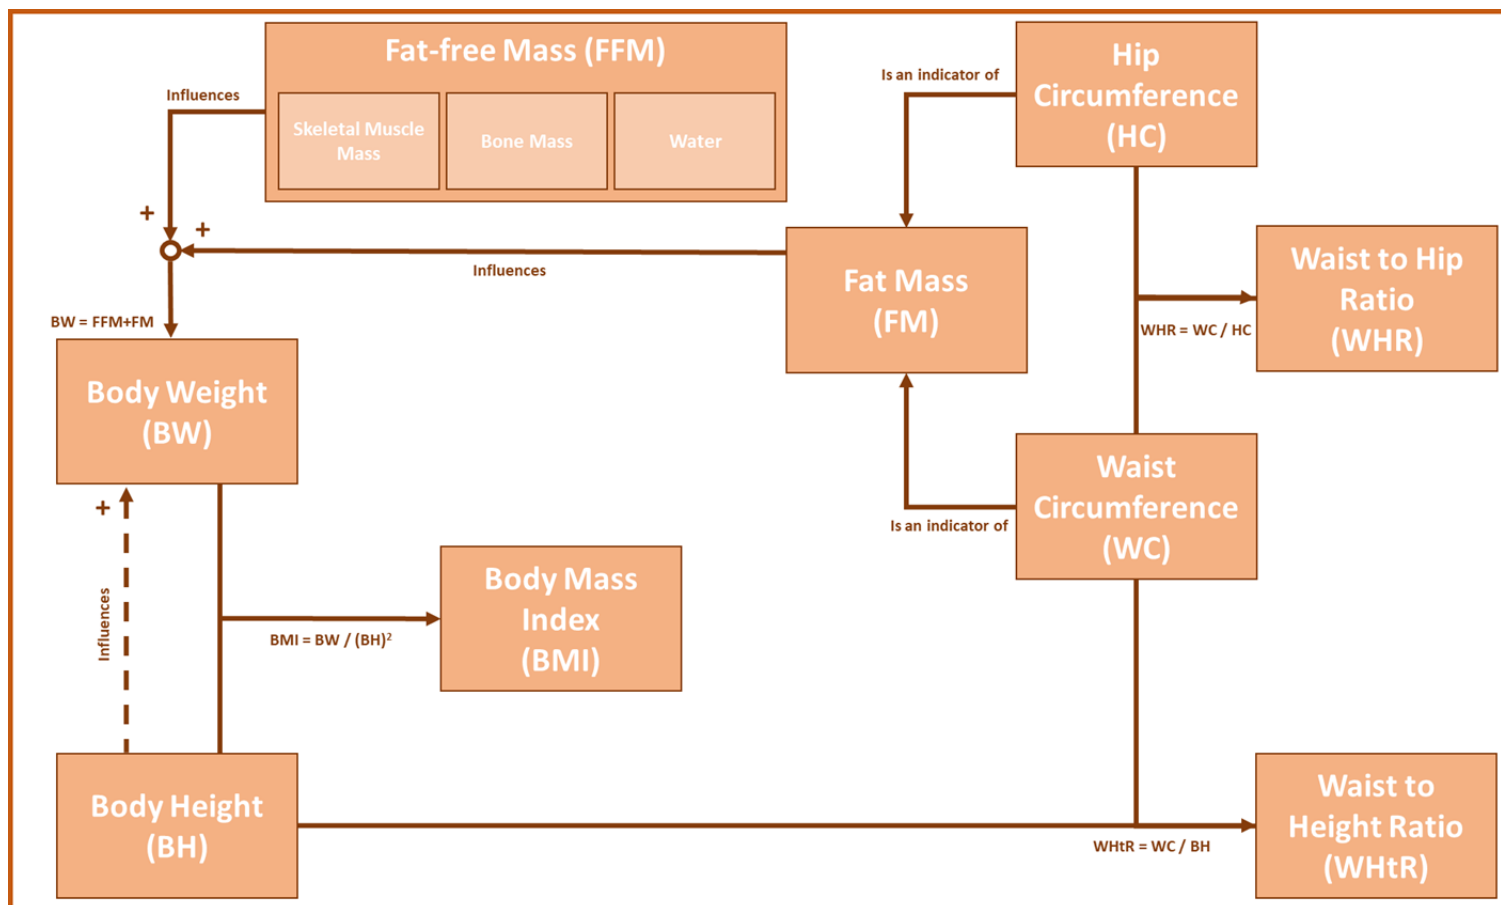 Fat-free Mass (FFM)
Skeletal Muscle
Mass
Bone Mass
Water
Influences
+
+
Influences
BW = FFM+FM
Body Weight
(BW)
+
Influences
Body Height
(BH)
BMI = BW / (BH)²
Body Mass
Index
(BMI)
Is an indicator of
Hip
Circumference
(HC)
Fat Mass
(FM)
WHR = WC / HC
Waist to Hip
Ratio
(WHR)
Waist
Circumference
(WC)
Is an indicator of
WHtR = WC / BH
Waist to
Height Ratio
(WHtR)